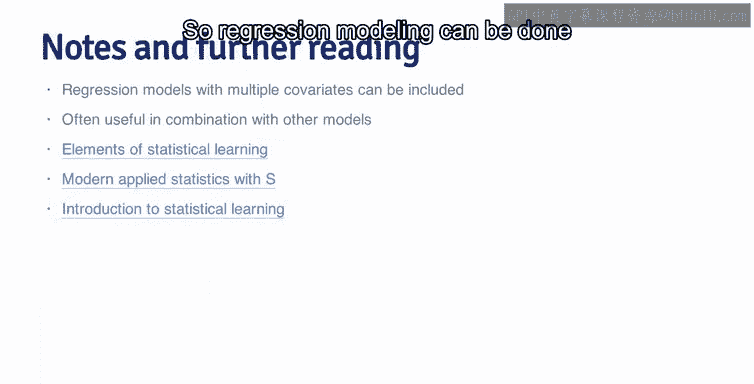 So regression modeling can be done
Notes and further reading
Regression models with multiple covariates can be included
Often useful in combination with other models
Elements of statistical learning
Modern applied statistics with S
Introduction to statistical learning